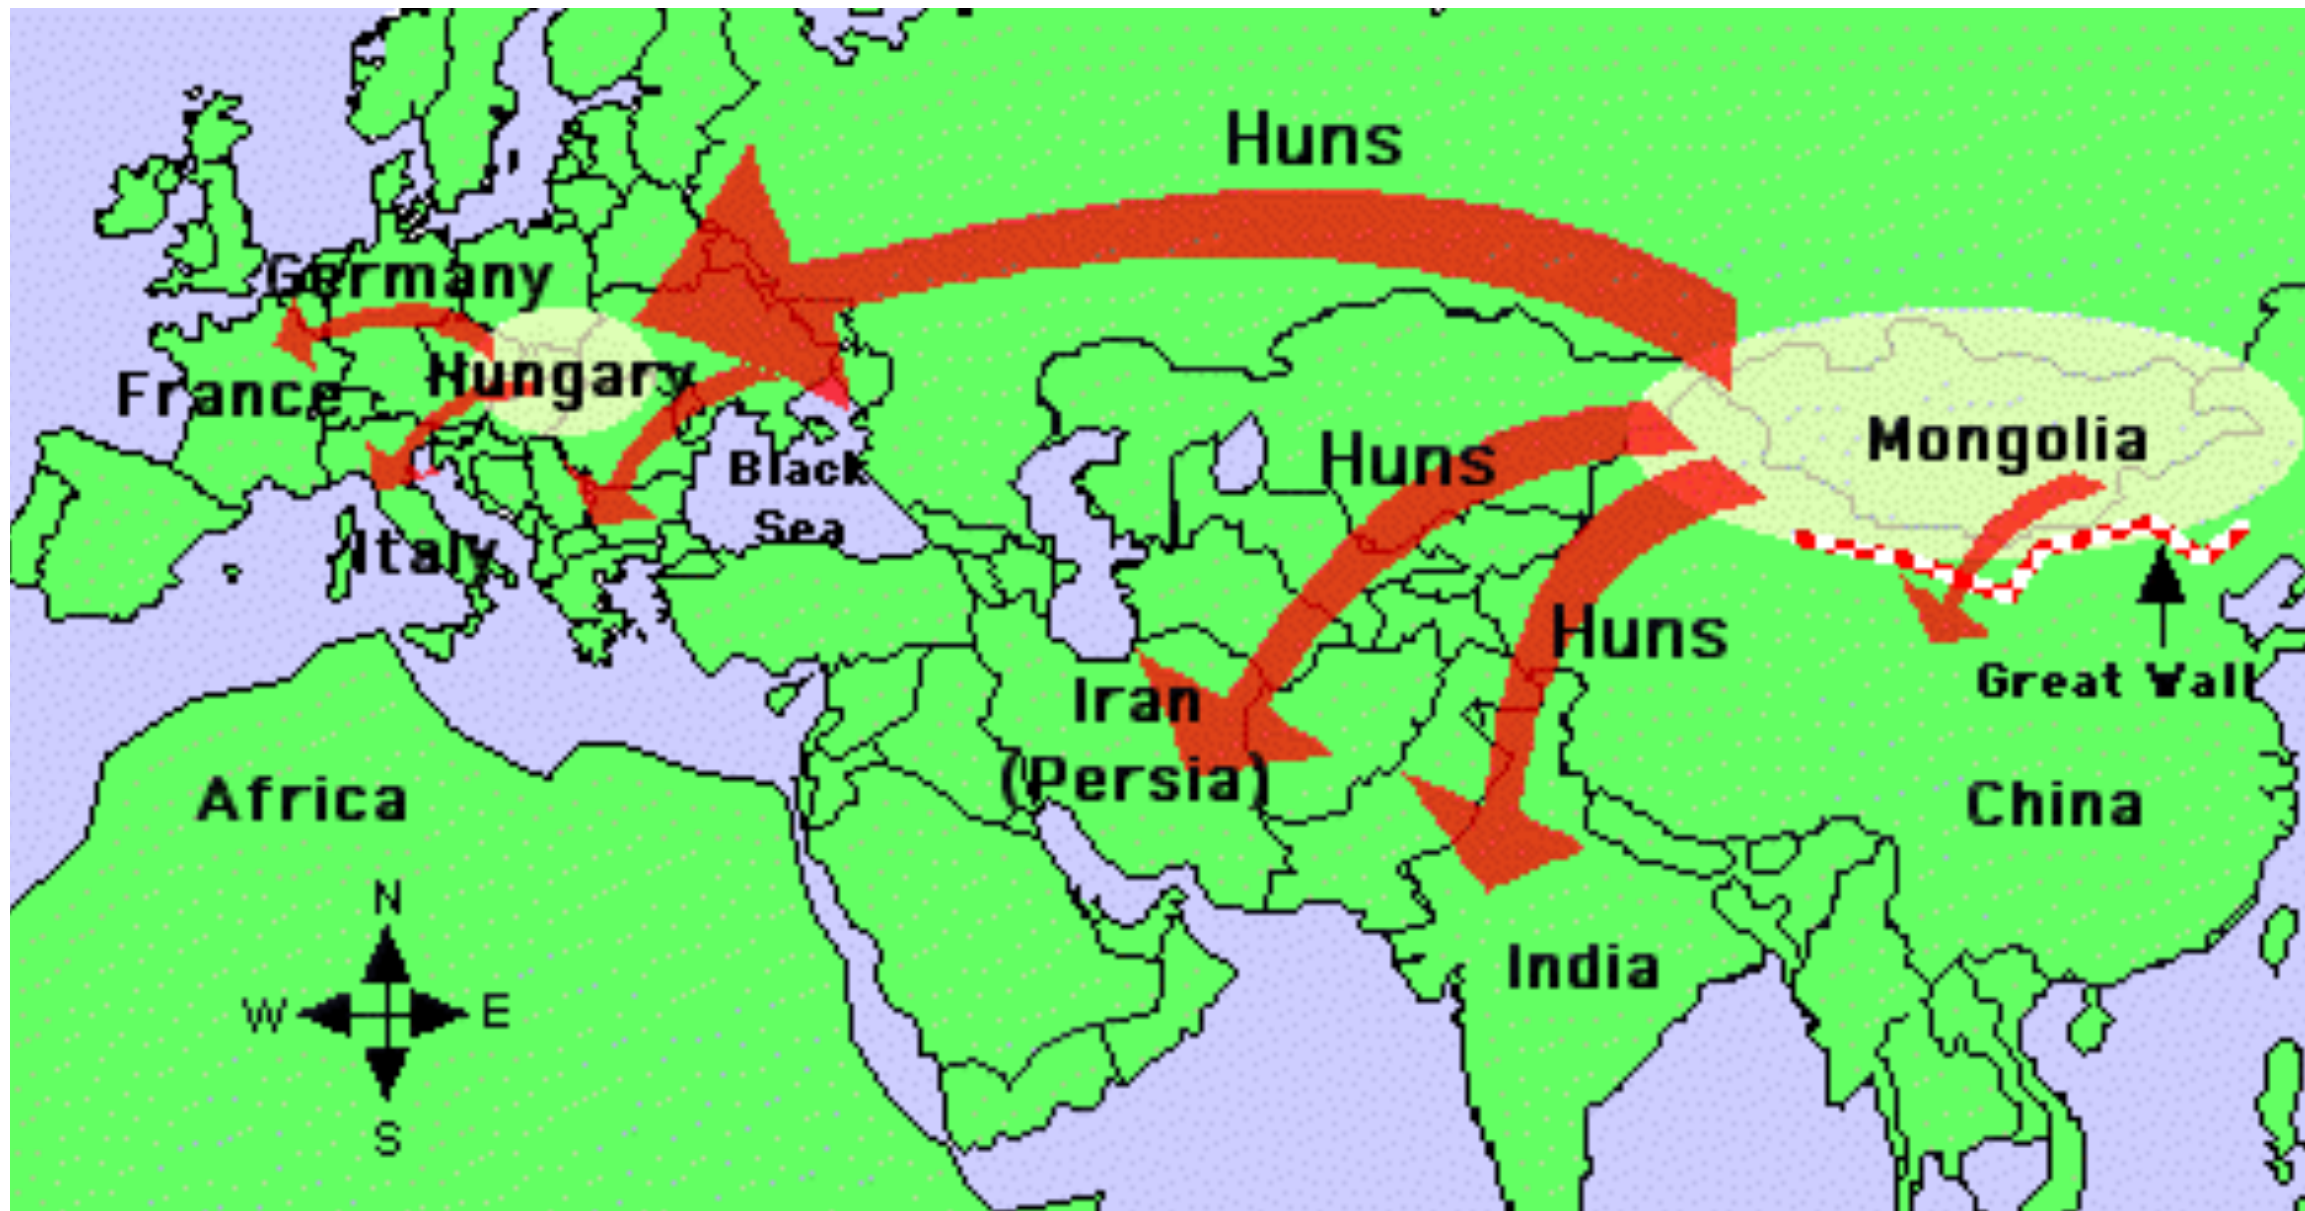 Huns
Germany
Hungary
France
Mongolia
Huns
Black
Sea
Italy
Huns
Great Wall
Iran
(Persia)
Africa
China
N
India
W
E
S